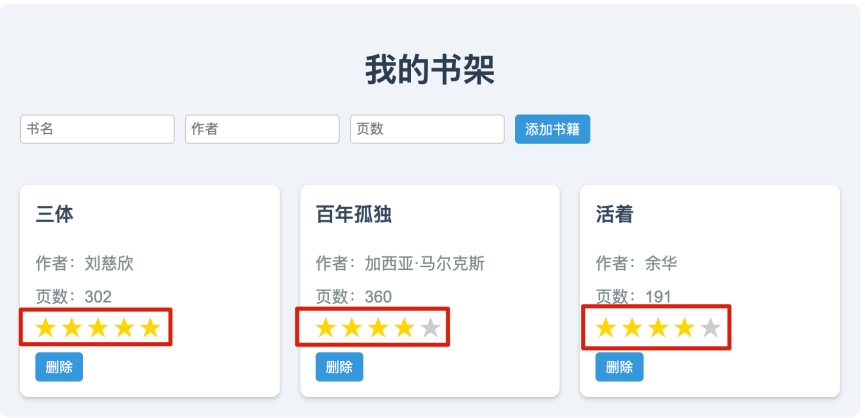 我的书架
书名 作者 页数 添加书籍
三体
作者：刘慈欣
页数：302
删除
百年孤独
作者：加西亚·马尔克斯
页数：360
删除
活着
作者：余华
页数：191
删除